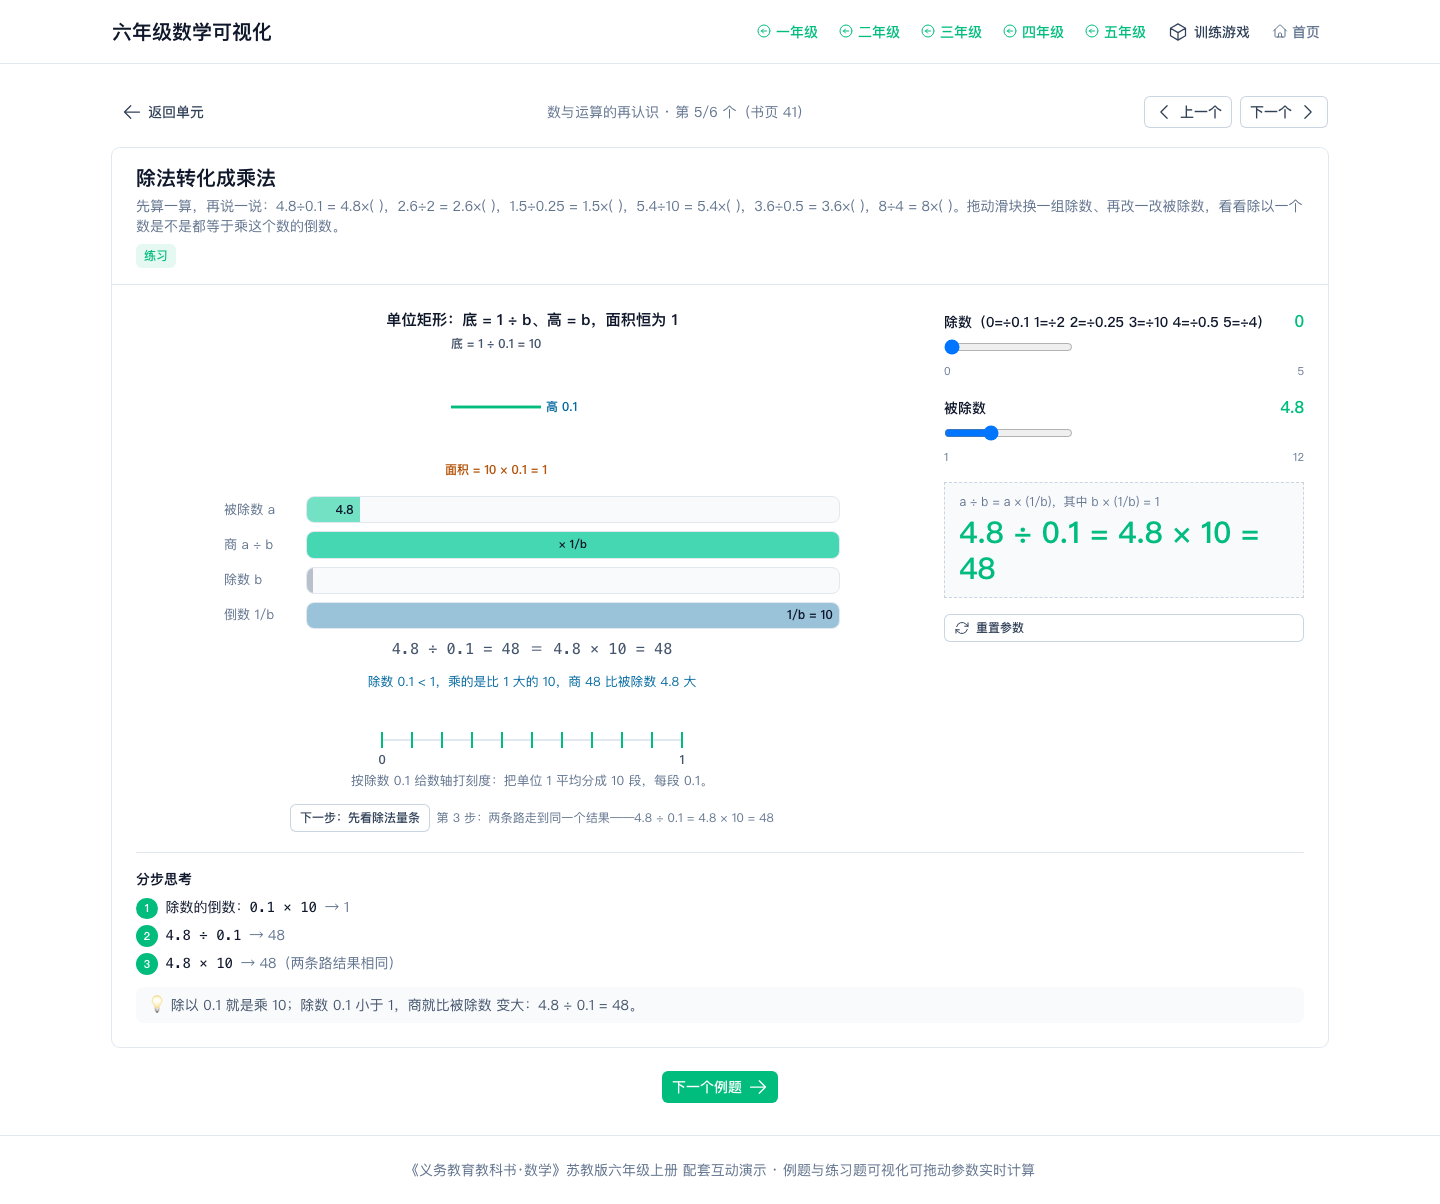 六年级数学可视化
一年级 二年级 三年级 四年级 五年级 训练游戏 首页
返回单元
数与运算的再认识 · 第 5/6 个（书页 41）
上一个 下一个
除法转化成乘法
先算一算，再说一说：4.8÷0.1 = 4.8×( )，2.6÷2 = 2.6×( )，1.5÷0.25 = 1.5×( )，5.4÷10 = 5.4×( )，3.6÷0.5 = 3.6×( )，8÷4 = 8×( )。拖动滑块换一组除数、再改一改被除数，看看除以一个
数是不是都等于乘这个数的倒数。
练习
单位矩形：底 = 1 ÷ b、高 = b，面积恒为 1
底 = 1 ÷ 0.1 = 10
高 0.1
面积 = 10 × 0.1 = 1
被除数 a 4.8
商 a ÷ b × 1/b
除数 b
倒数 1/b 1/b = 10
4.8 ÷ 0.1 = 48 = 4.8 × 10 = 48
除数 0.1 < 1，乘的是比 1 大的 10，商 48 比被除数 4.8 大
0 1
按除数 0.1 给数轴打刻度：把单位 1 平均分成 10 段，每段 0.1。
下一步：先看除法量条 第 3 步：两条路走到同一个结果——4.8 ÷ 0.1 = 4.8 × 10 = 48
除数（0=÷0.1 1=÷2 2=÷0.25 3=÷10 4=÷0.5 5=÷4） 0
0 5
被除数 4.8
1 12
a ÷ b = a × (1/b)，其中 b × (1/b) = 1
4.8 ÷ 0.1 = 4.8 × 10 =
48
重置参数
分步思考
1 除数的倒数：0.1 × 10 → 1
2 4.8 ÷ 0.1 → 48
3 4.8 × 10 → 48（两条路结果相同）
💡 除以 0.1 就是乘 10；除数 0.1 小于 1，商就比被除数 变大：4.8 ÷ 0.1 = 48。
下一个例题 →
《义务教育教科书·数学》苏教版六年级上册 配套互动演示 · 例题与练习题可视化可拖动参数实时计算